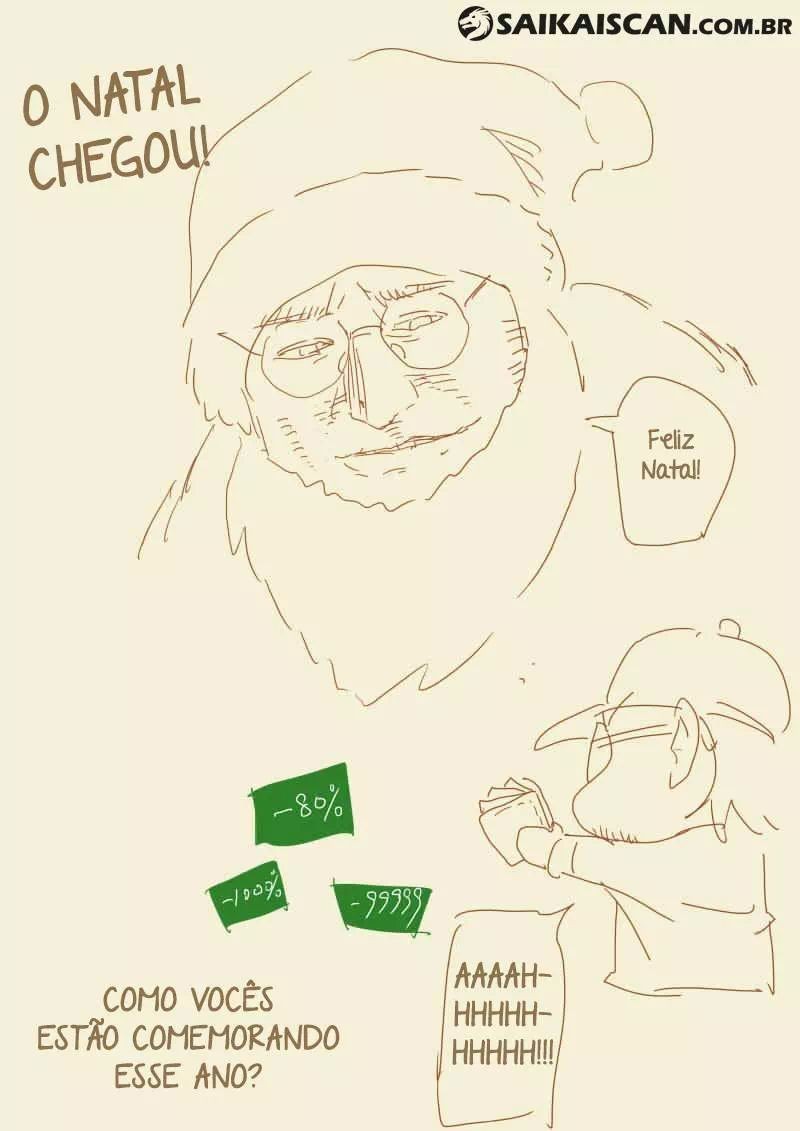 SAIKAISCAN.COM.BR
O NATAL
CHEGOU!
Feliz
Natal!
-80%
-100%
-99999
AAAAH-
HHHHH-
HHHHH!!!
COMO VOCÊS
ESTÃO COMEMORANDO
ESSE ANO?